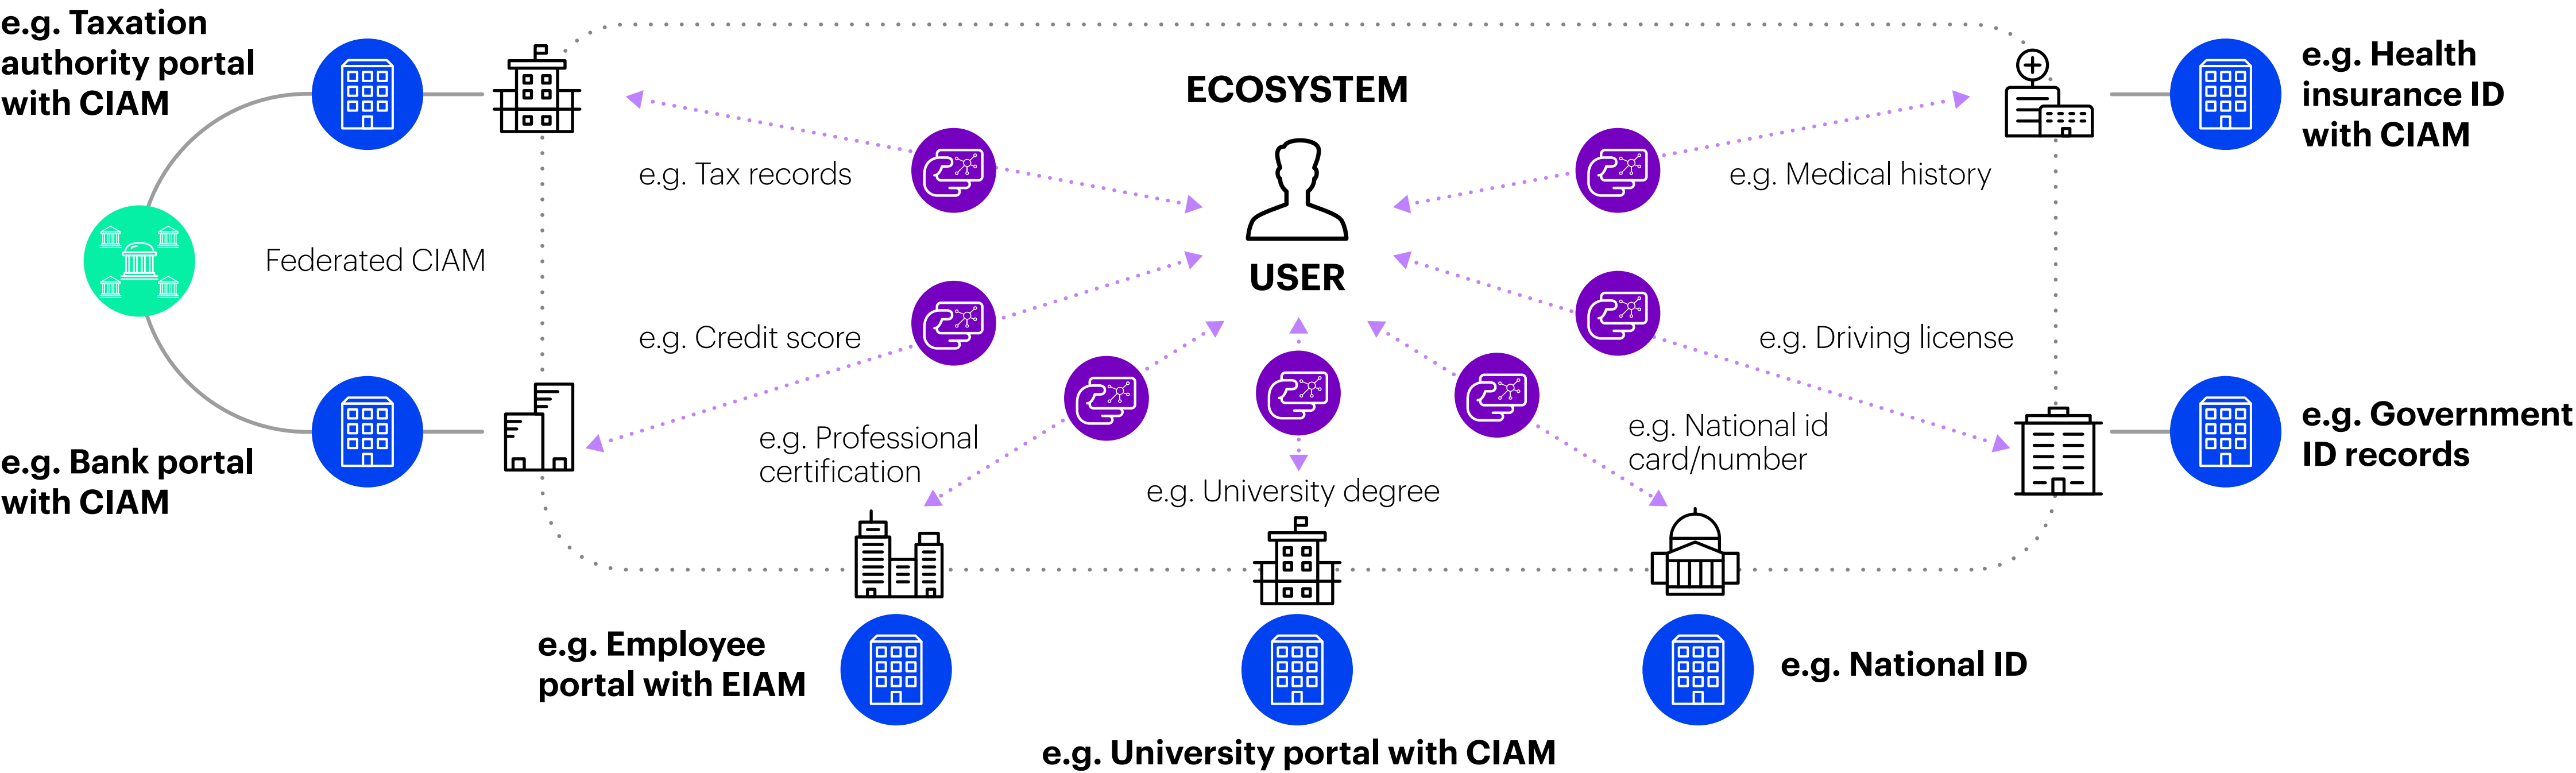 e.g. Taxation
authority portal
with CIAM
ECOSYSTEM
e.g. Health
insurance ID
with CIAM
e.g. Tax records
e.g. Medical history
Federated CIAM
USER
e.g. Credit score
e.g. Driving license
e.g. Bank portal
with CIAM
e.g. Professional
certification
e.g. University degree
e.g. National id
card/number
e.g. Government
ID records
e.g. Employee
portal with EIAM
e.g. University portal with CIAM
e.g. National ID